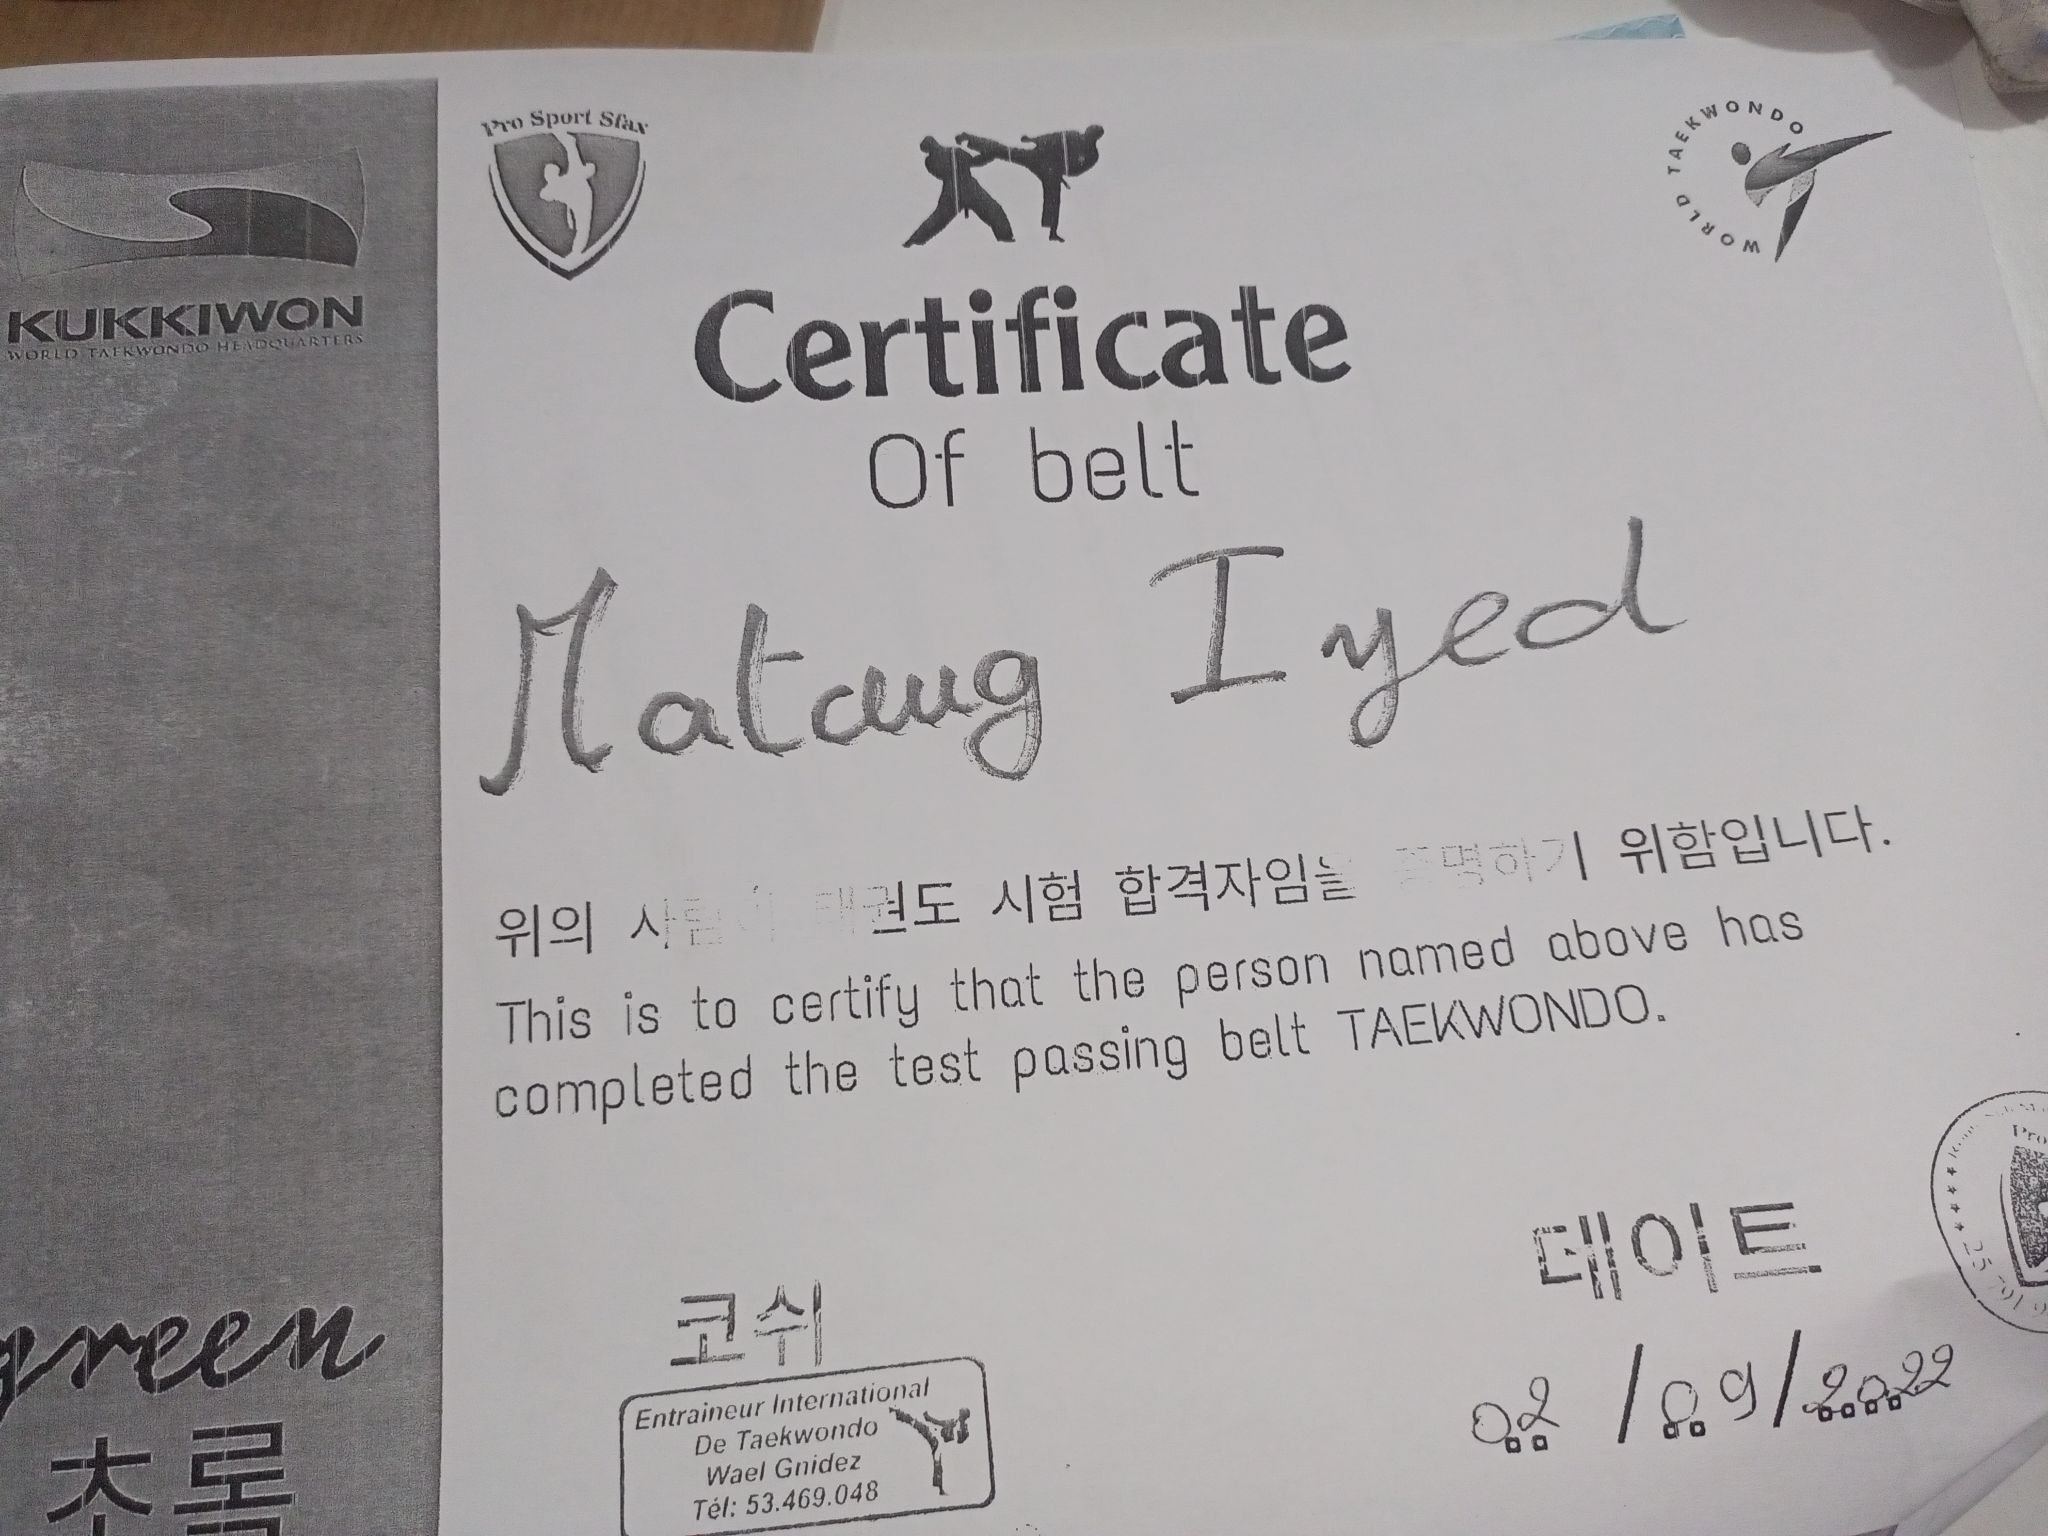 KUKKIWON
WORLD TAEKWONDO HEADQUARTERS
Pro Sport Sfax
WORLD TAEKWONDO
Certificate
Of belt
Mataug Iyed
위의 사람이 태권도 시험 합격자임을 증명하기 위함입니다.
This is to certify that the person named above has
completed the test passing belt TAEKWONDO.
green
초록
코쉬
Entraineur International
De Taekwondo
Wael Gnidez
Tél: 53.469.048
데이트
02/09/2022
Pro